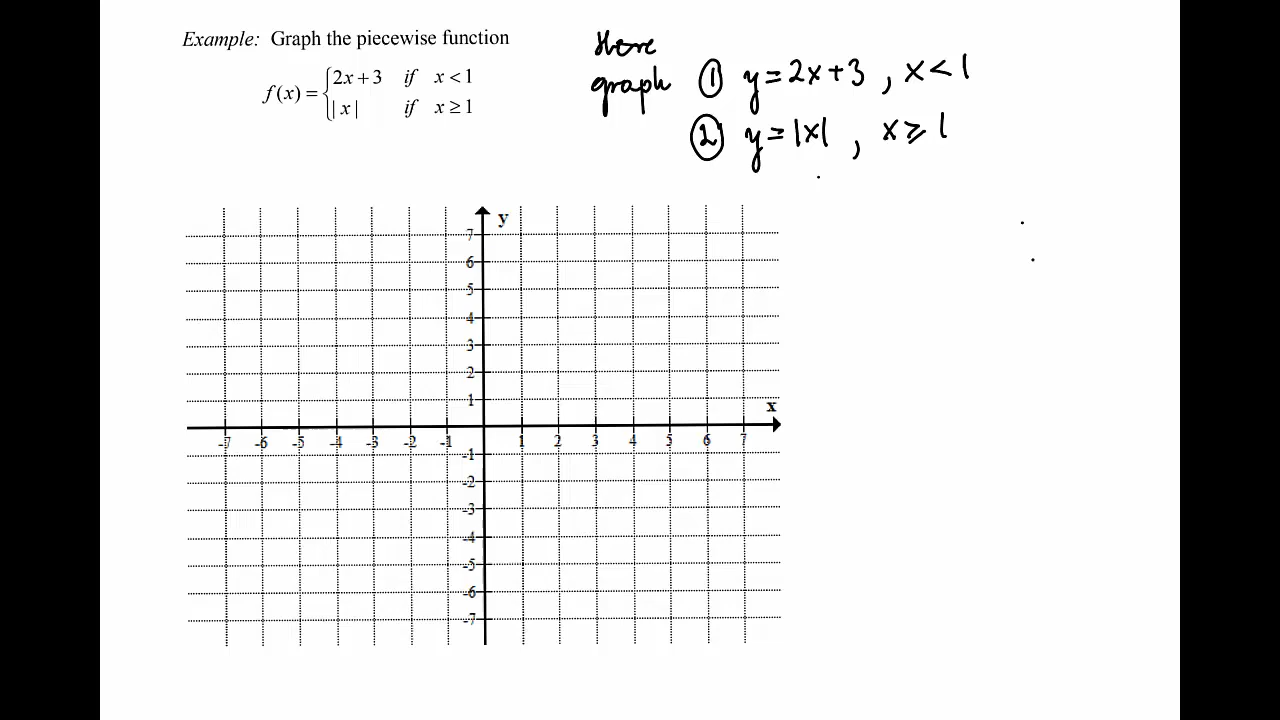 Example: Graph the piecewise function
f(x) = { 2x + 3 if x < 1
| x | if x ≥ 1
Here
graph ① y = 2x + 3 , x < 1
② y = |x| , x ≥ 1
y
7
6
5
4
3
2
1
x
-7 -6 -5 -4 -3 -2 -1 1 2 3 4 5 6 7
-1
-2
-3
-4
-5
-6
-7